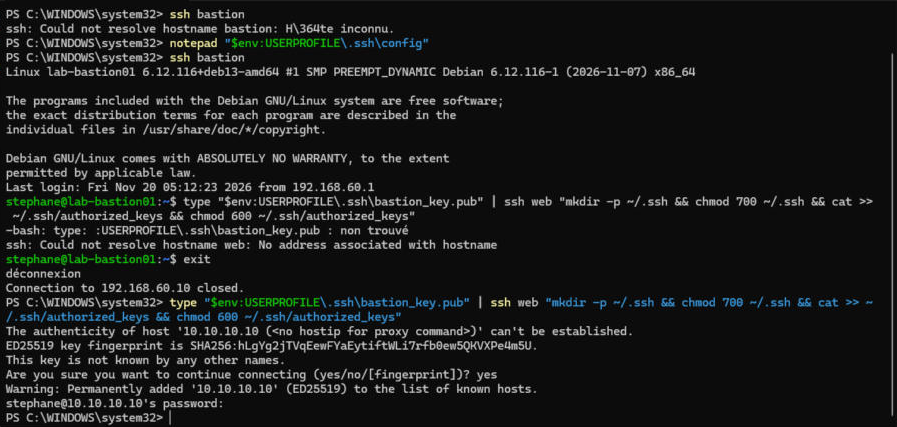 PS C:\WINDOWS\system32> ssh bastion
ssh: Could not resolve hostname bastion: H\364te inconnu.
PS C:\WINDOWS\system32> notepad "$env:USERPROFILE\.ssh\config"
PS C:\WINDOWS\system32> ssh bastion
Linux lab-bastion01 6.12.116+deb13-amd64 #1 SMP PREEMPT_DYNAMIC Debian 6.12.116-1 (2026-11-07) x86_64

The programs included with the Debian GNU/Linux system are free software;
the exact distribution terms for each program are described in the
individual files in /usr/share/doc/*/copyright.

Debian GNU/Linux comes with ABSOLUTELY NO WARRANTY, to the extent
permitted by applicable law.
Last login: Fri Nov 20 05:12:23 2026 from 192.168.60.1
stephane@lab-bastion01:~$ type "$env:USERPROFILE\.ssh\bastion_key.pub" | ssh web "mkdir -p ~/.ssh && chmod 700 ~/.ssh && cat >>
 ~/.ssh/authorized_keys && chmod 600 ~/.ssh/authorized_keys"
-bash: type: :USERPROFILE\.ssh\bastion_key.pub : non trouvé
ssh: Could not resolve hostname web: No address associated with hostname
stephane@lab-bastion01:~$ exit
déconnexion
Connection to 192.168.60.10 closed.
PS C:\WINDOWS\system32> type "$env:USERPROFILE\.ssh\bastion_key.pub" | ssh web "mkdir -p ~/.ssh && chmod 700 ~/.ssh && cat >> ~
/.ssh/authorized_keys && chmod 600 ~/.ssh/authorized_keys"
The authenticity of host '10.10.10.10 (<no hostip for proxy command>)' can't be established.
ED25519 key fingerprint is SHA256:hLgYg2jTVqEewFYaEytiftWLi7rfb0ew5QKVXPe4m5U.
This key is not known by any other names.
Are you sure you want to continue connecting (yes/no/[fingerprint])? yes
Warning: Permanently added '10.10.10.10' (ED25519) to the list of known hosts.
stephane@10.10.10.10's password:
PS C:\WINDOWS\system32>